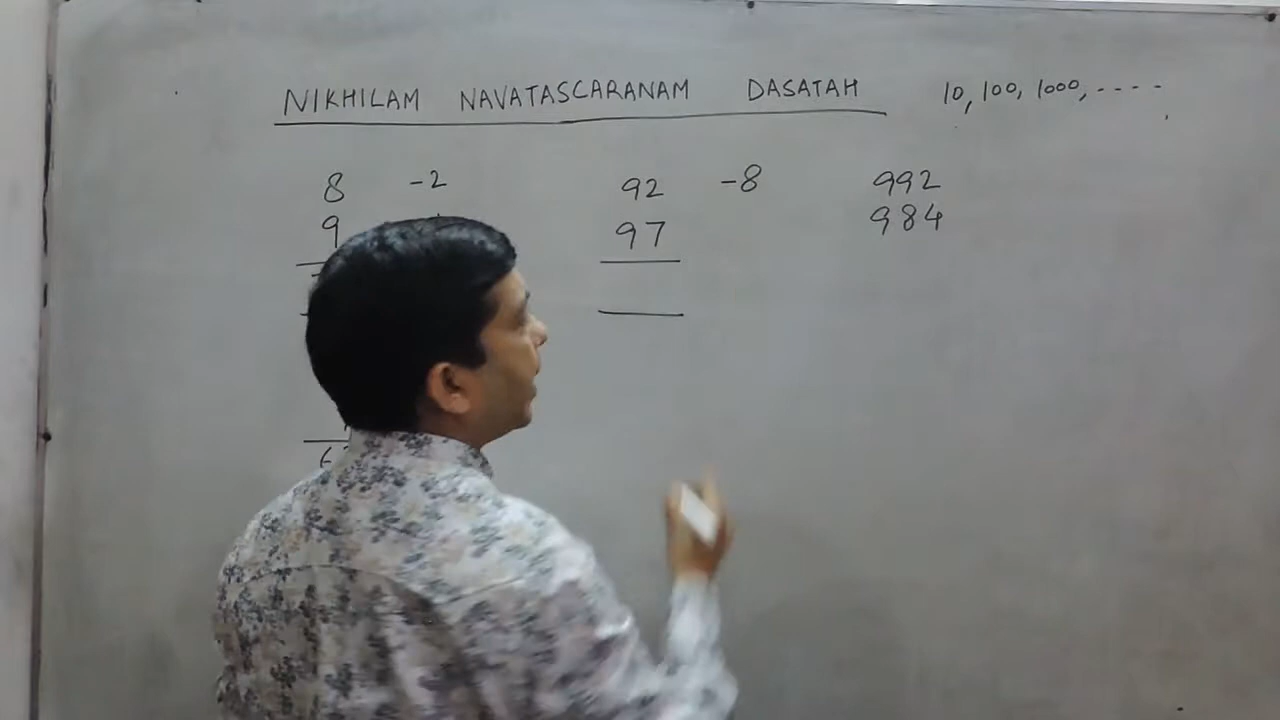 NIKHILAM NAVATASCARANAM DASATAH 10, 100, 1000, - - - -
8 -2 92 -8 992
9 97 984